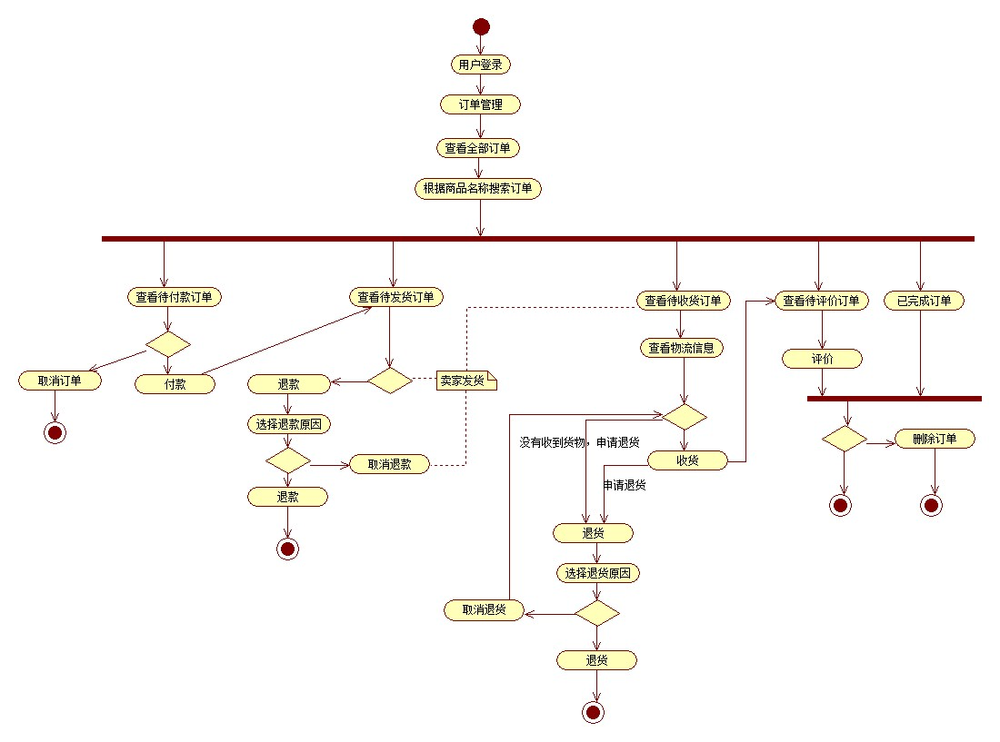 用户登录
订单管理
查看全部订单
根据商品名称搜索订单
查看待付款订单
查看待发货订单
查看待收货订单
查看待评价订单
已完成订单
查看物流信息
评价
取消订单
付款
退款
卖家发货
选择退款原因
没有收到货物，申请退货
删除订单
取消退款
收货
申请退货
退款
退货
选择退货原因
取消退货
退货